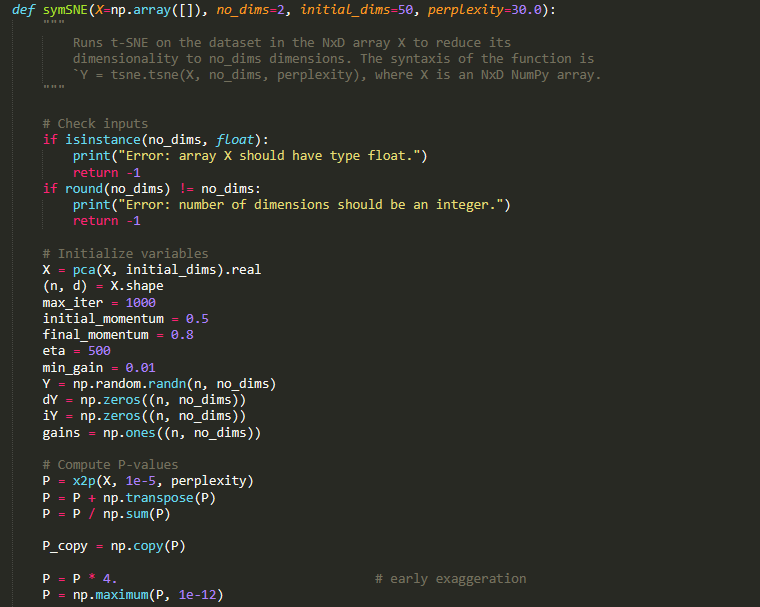 def symSNE(X=np.array([]), no_dims=2, initial_dims=50, perplexity=30.0):
    """
        Runs t-SNE on the dataset in the NxD array X to reduce its
        dimensionality to no_dims dimensions. The syntaxis of the function is
        `Y = tsne.tsne(X, no_dims, perplexity), where X is an NxD NumPy array.
    """

    # Check inputs
    if isinstance(no_dims, float):
        print("Error: array X should have type float.")
        return -1
    if round(no_dims) != no_dims:
        print("Error: number of dimensions should be an integer.")
        return -1

    # Initialize variables
    X = pca(X, initial_dims).real
    (n, d) = X.shape
    max_iter = 1000
    initial_momentum = 0.5
    final_momentum = 0.8
    eta = 500
    min_gain = 0.01
    Y = np.random.randn(n, no_dims)
    dY = np.zeros((n, no_dims))
    iY = np.zeros((n, no_dims))
    gains = np.ones((n, no_dims))

    # Compute P-values
    P = x2p(X, 1e-5, perplexity)
    P = P + np.transpose(P)
    P = P / np.sum(P)

    P_copy = np.copy(P)

    P = P * 4.                                  # early exaggeration
    P = np.maximum(P, 1e-12)